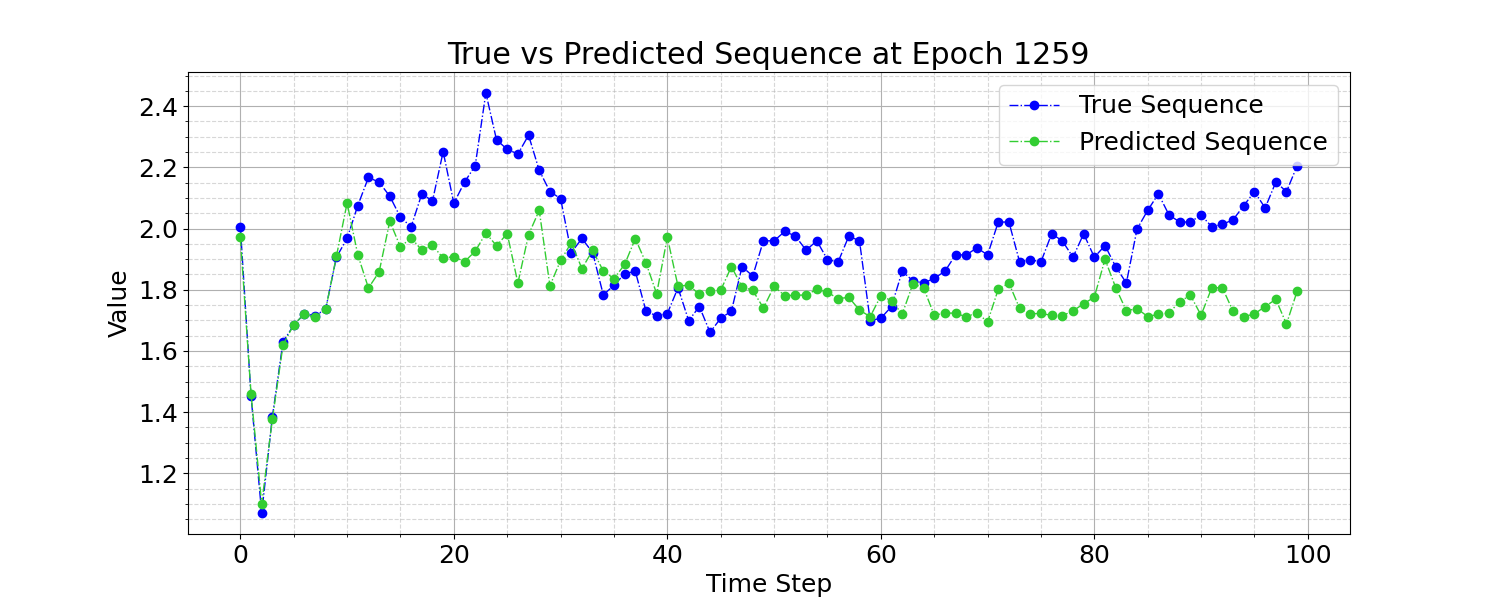 True vs Predicted Sequence at Epoch 1259
True Sequence
Predicted Sequence
2.4
2.2
2.0
1.8
1.6
1.4
1.2
Value
0 20 40 60 80 100
Time Step